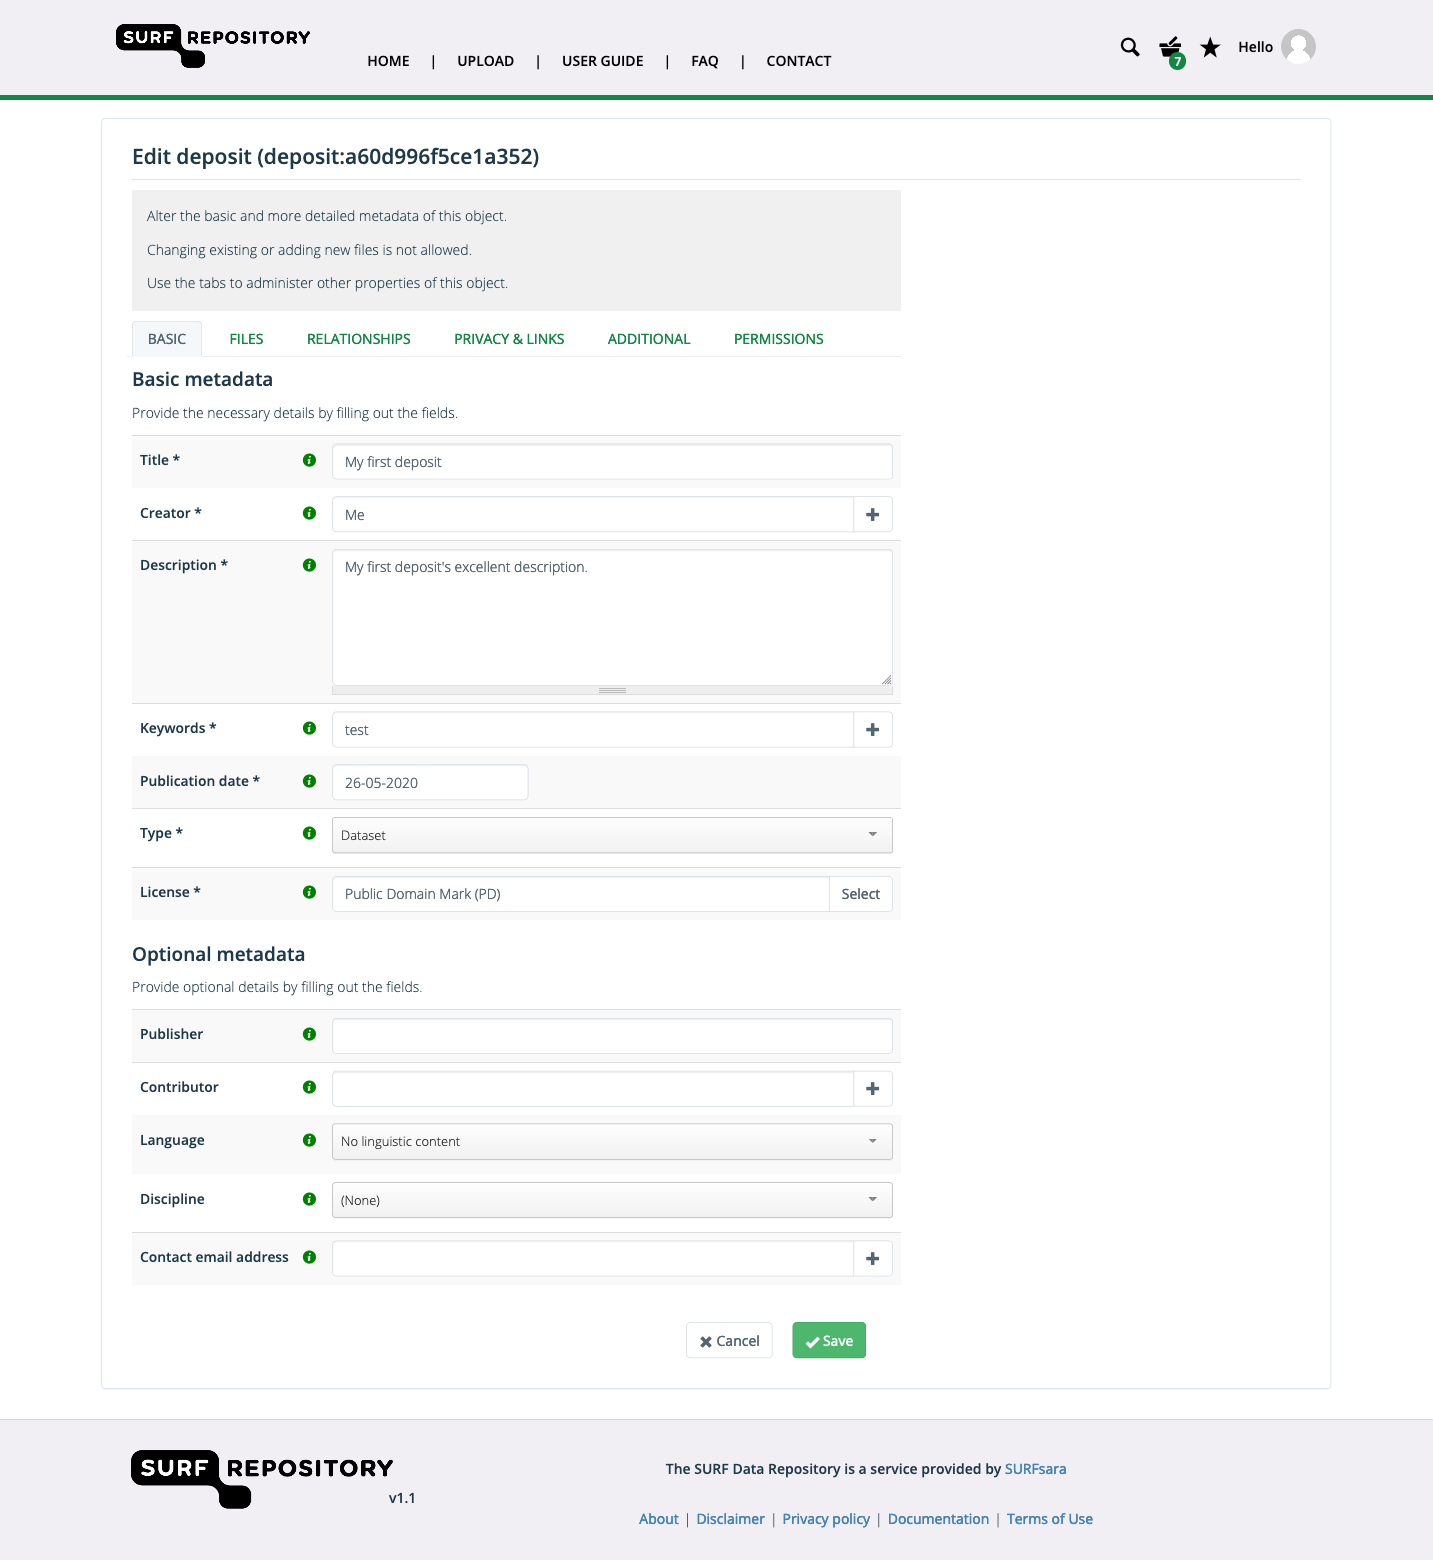 SURF REPOSITORY
HOME | UPLOAD | USER GUIDE | FAQ | CONTACT
7
Hello
Edit deposit (deposit:a60d996f5ce1a352)
Alter the basic and more detailed metadata of this object.
Changing existing or adding new files is not allowed.
Use the tabs to administer other properties of this object.
BASIC FILES RELATIONSHIPS PRIVACY & LINKS ADDITIONAL PERMISSIONS
Basic metadata
Provide the necessary details by filling out the fields.
Title * My first deposit
Creator * Me
Description * My first deposit's excellent description.
Keywords * test
Publication date * 26-05-2020
Type * Dataset
License * Public Domain Mark (PD) Select
Optional metadata
Provide optional details by filling out the fields.
Publisher
Contributor
Language No linguistic content
Discipline (None)
Contact email address
Cancel Save
SURF REPOSITORY
v1.1
The SURF Data Repository is a service provided by SURFsara
About | Disclaimer | Privacy policy | Documentation | Terms of Use